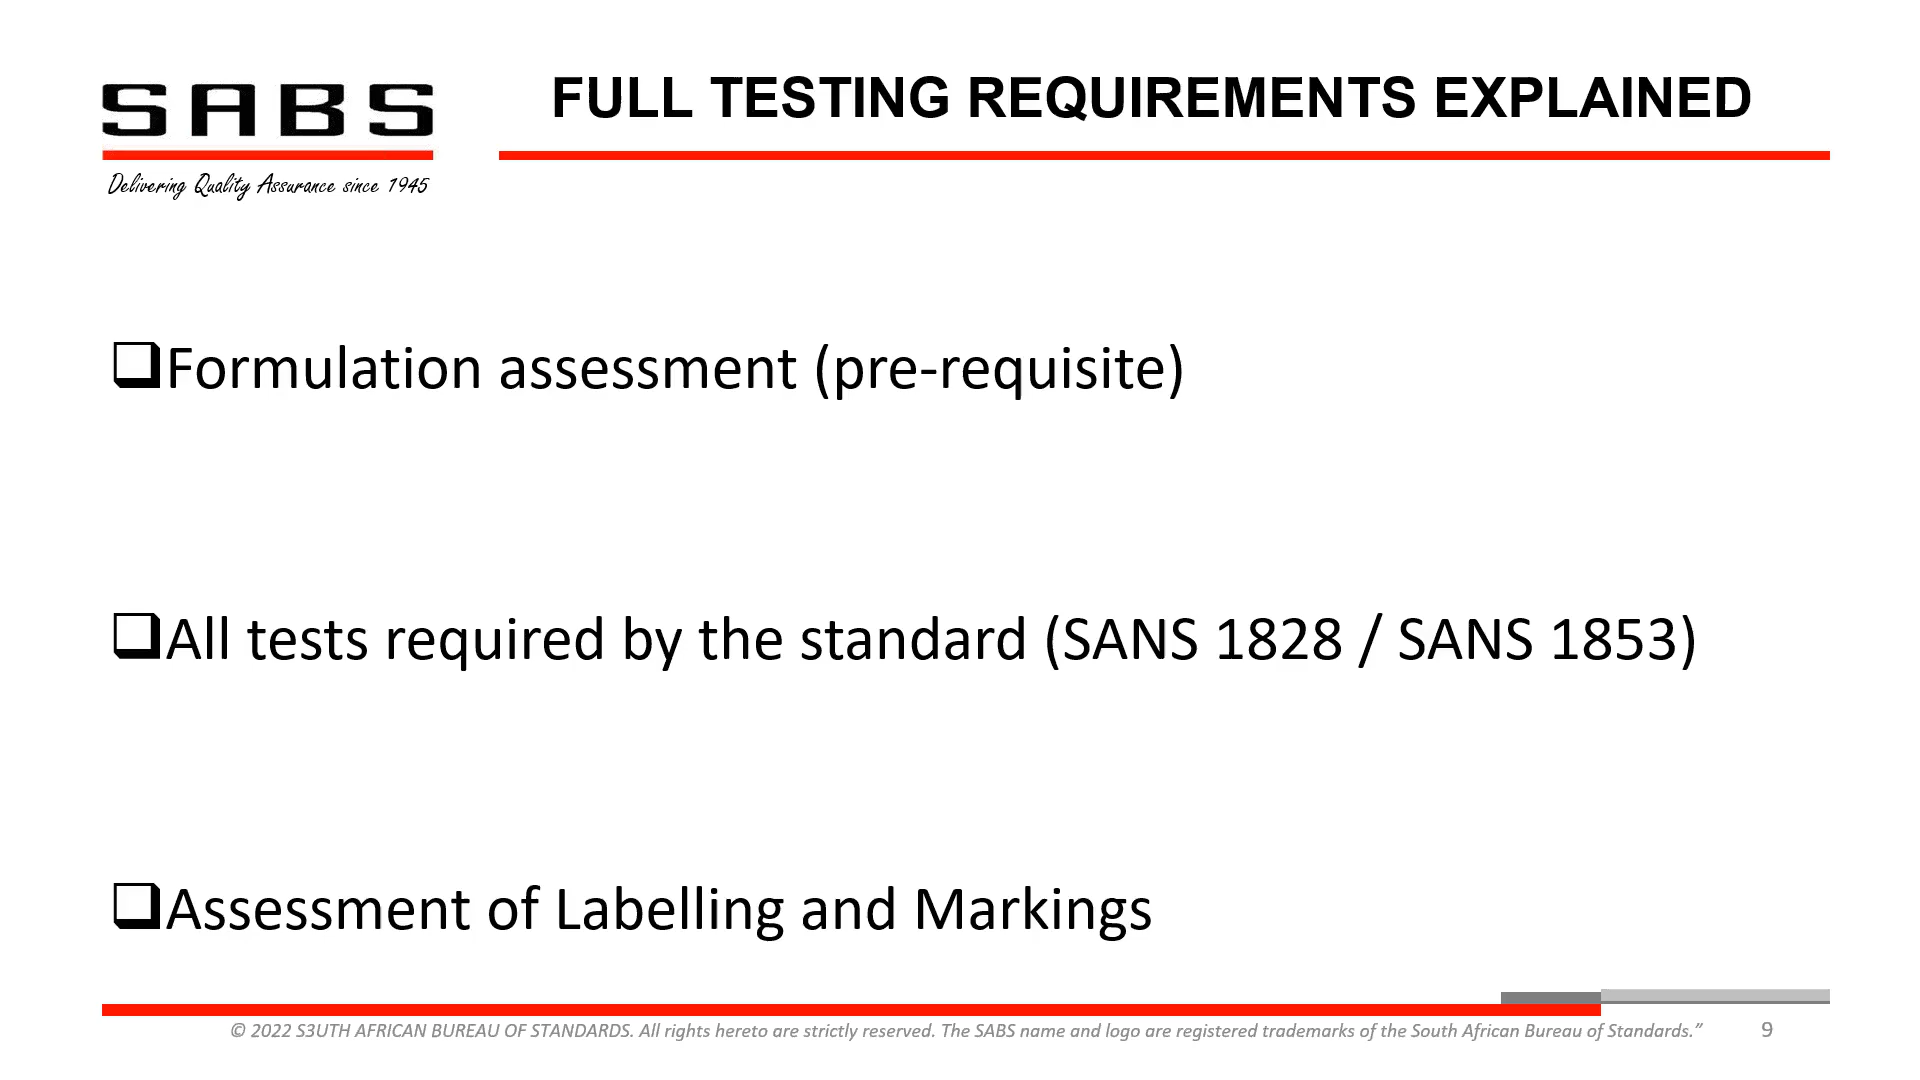 SABS
Delivering Quality Assurance since 1945
FULL TESTING REQUIREMENTS EXPLAINED
❑Formulation assessment (pre-requisite)
❑All tests required by the standard (SANS 1828 / SANS 1853)
❑Assessment of Labelling and Markings
© 2022 S3UTH AFRICAN BUREAU OF STANDARDS. All rights hereto are strictly reserved. The SABS name and logo are registered trademarks of the South African Bureau of Standards.”
9